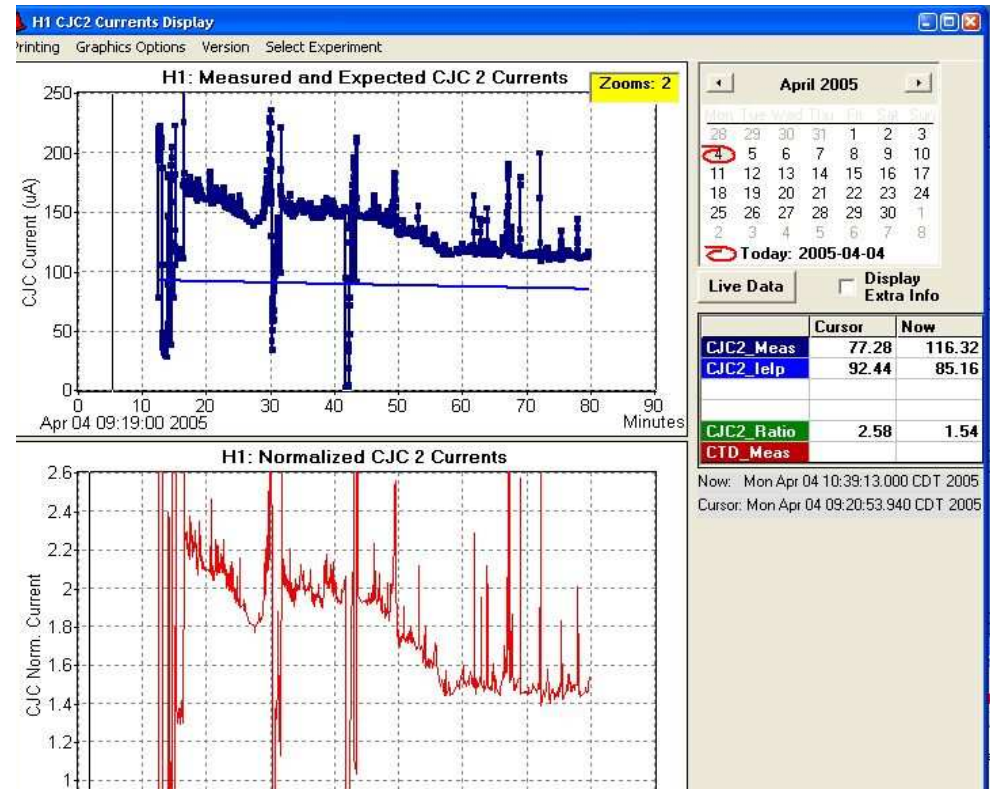 H1 CJC2 Currents Display
Printing Graphics Options Version Select Experiment
H1: Measured and Expected CJC 2 Currents
Zooms: 2
250
200
150
100
50
0
CJC Current (uA)
0 10 20 30 40 50 60 70 80 90
Apr 04 09:19:00 2005
Minutes
H1: Normalized CJC 2 Currents
2.6
2.4
2.2
2
1.8
1.6
1.4
1.2
1
CJC Norm. Current
April 2005
Mon Tue Wed Thu Fri Sat Sun
28 29 30 31 1 2 3
4 5 6 7 8 9 10
11 12 13 14 15 16 17
18 19 20 21 22 23 24
25 26 27 28 29 30 1
2 3 4 5 6 7 8
Today: 2005-04-04
Live Data
Display
Extra Info
Cursor Now
CJC2_Meas 77.28 116.32
CJC2_Ielp 92.44 85.16
CJC2_Ratio 2.58 1.54
CTD_Meas
Now: Mon Apr 04 10:39:13.000 CDT 2005
Cursor: Mon Apr 04 09:20:53.940 CDT 2005